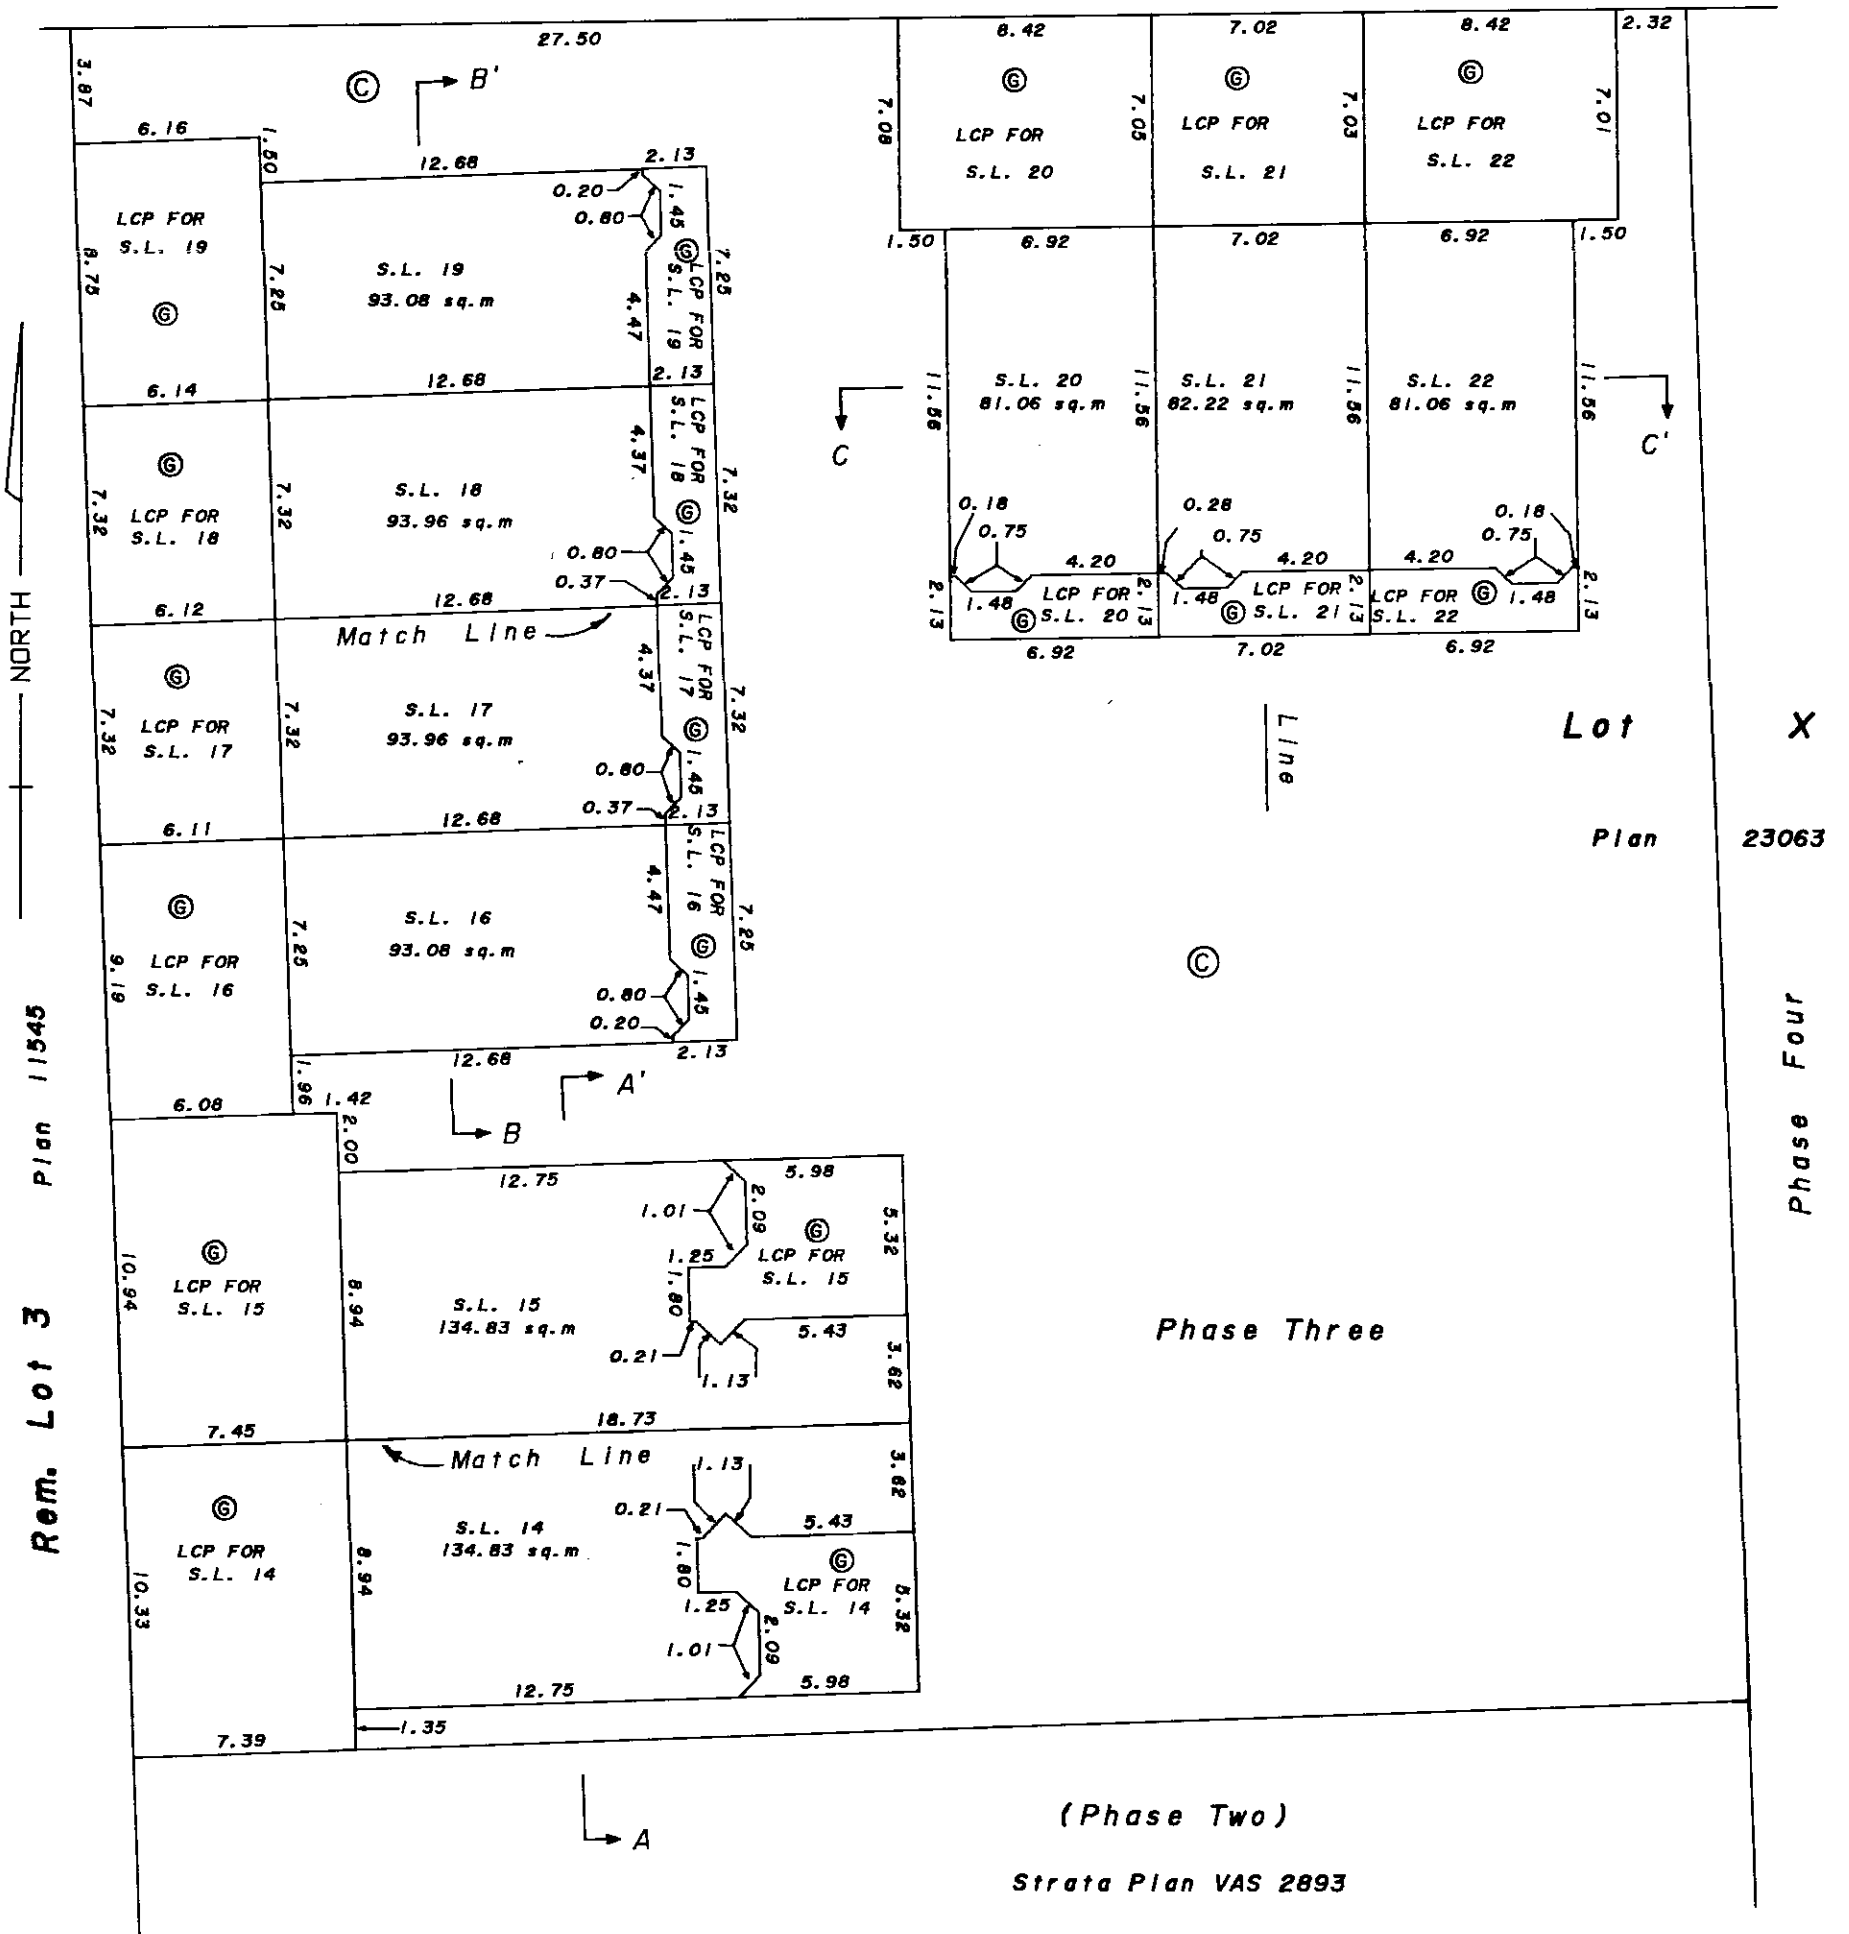 27.50
8.42
7.02
8.42
2.32
3.87
C
B'
G
G
G
7.08
7.05
7.03
7.01
LCP FOR
S.L. 20
LCP FOR
S.L. 21
LCP FOR
S.L. 22
6.16
1.50
12.68
2.13
0.20
0.80
1.45
LCP FOR
S.L. 19
G
8.75
7.25
S.L. 19
93.08 sq.m
4.47
G
LCP FOR
S.L. 19
7.25
1.50
6.92
7.02
6.92
1.50
6.14
12.68
2.13
C
11.56
S.L. 20
81.06 sq.m
11.56
S.L. 21
82.22 sq.m
11.56
S.L. 22
81.06 sq.m
11.56
C'
G
LCP FOR
S.L. 18
7.32
7.32
S.L. 18
93.96 sq.m
4.37
LCP FOR
S.L. 18
G
7.32
0.80
1.45
0.37
2.13
0.18
0.75
4.20
0.28
0.75
4.20
4.20
0.18
0.75
2.13
1.48
LCP FOR
S.L. 20
G
2.13
1.48
G
LCP FOR
S.L. 21
2.13
LCP FOR
S.L. 22
G
1.48
2.13
6.92
7.02
6.92
NORTH
6.12
12.68
Match Line
G
LCP FOR
S.L. 17
7.32
7.32
S.L. 17
93.96 sq.m
4.37
LCP FOR
S.L. 17
G
7.32
0.80
1.45
0.37
2.13
Line
Lot X
Plan 23063
6.11
12.68
G
LCP FOR
S.L. 16
9.19
7.25
S.L. 16
93.08 sq.m
4.47
LCP FOR
S.L. 16
G
7.25
0.80
1.45
0.20
2.13
C
12.68
1.96
A'
6.08
1.42
B
2.00
Rem. Lot 3 Plan 11545
Phase Four
12.75
5.98
1.01
2.09
G
LCP FOR
S.L. 15
5.32
1.25
1.80
G
LCP FOR
S.L. 15
10.94
8.94
S.L. 15
134.83 sq.m
0.21
1.13
5.43
3.62
Phase Three
18.73
7.45
Match Line
1.13
3.62
0.21
5.43
G
LCP FOR
S.L. 14
10.33
8.94
S.L. 14
134.83 sq.m
1.80
G
LCP FOR
S.L. 14
5.32
1.25
1.01
2.09
12.75
5.98
1.35
7.39
A
(Phase Two)
Strata Plan VAS 2893